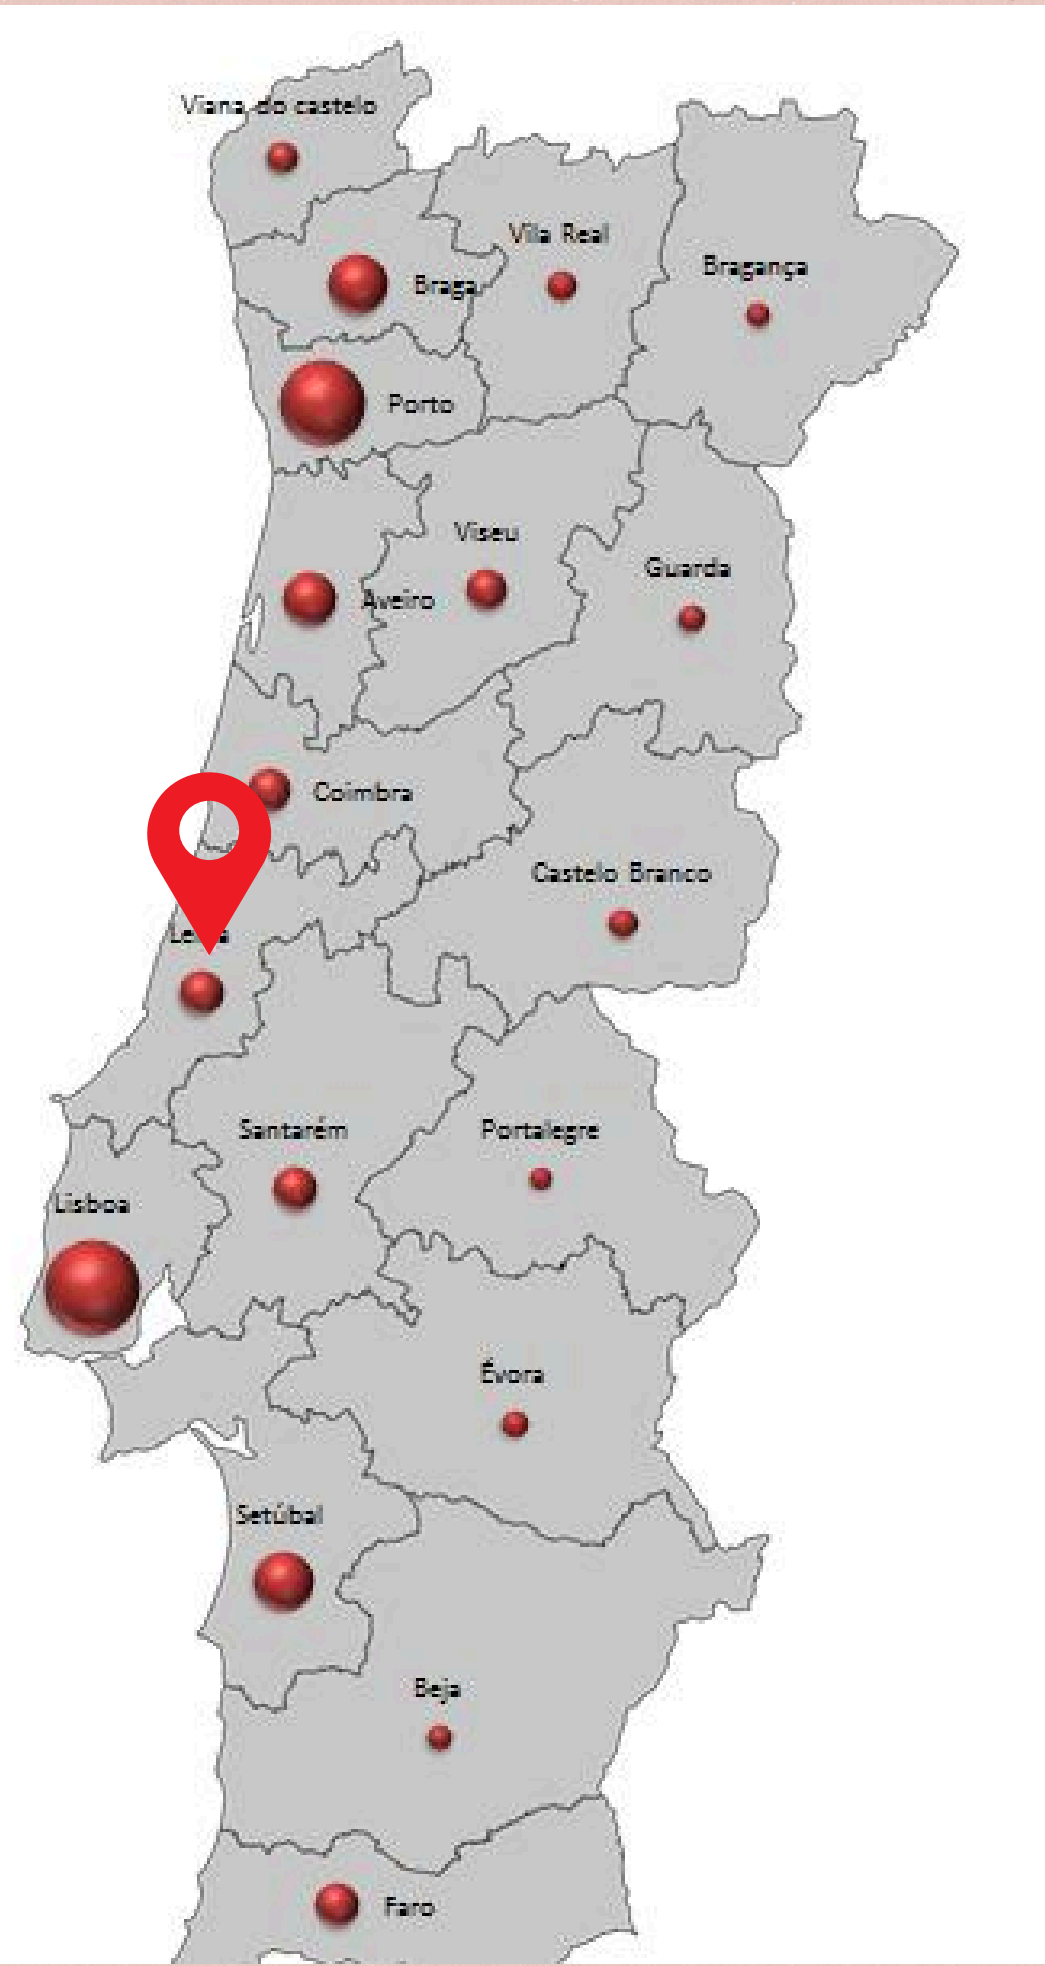 Viana do castelo
Vila Real
Bragança
Braga
Porto
Viseu
Guarda
Aveiro
Coimbra
Castelo Branco
Santarém
Portalegre
Lisboa
Évora
Setúbal
Beja
Faro